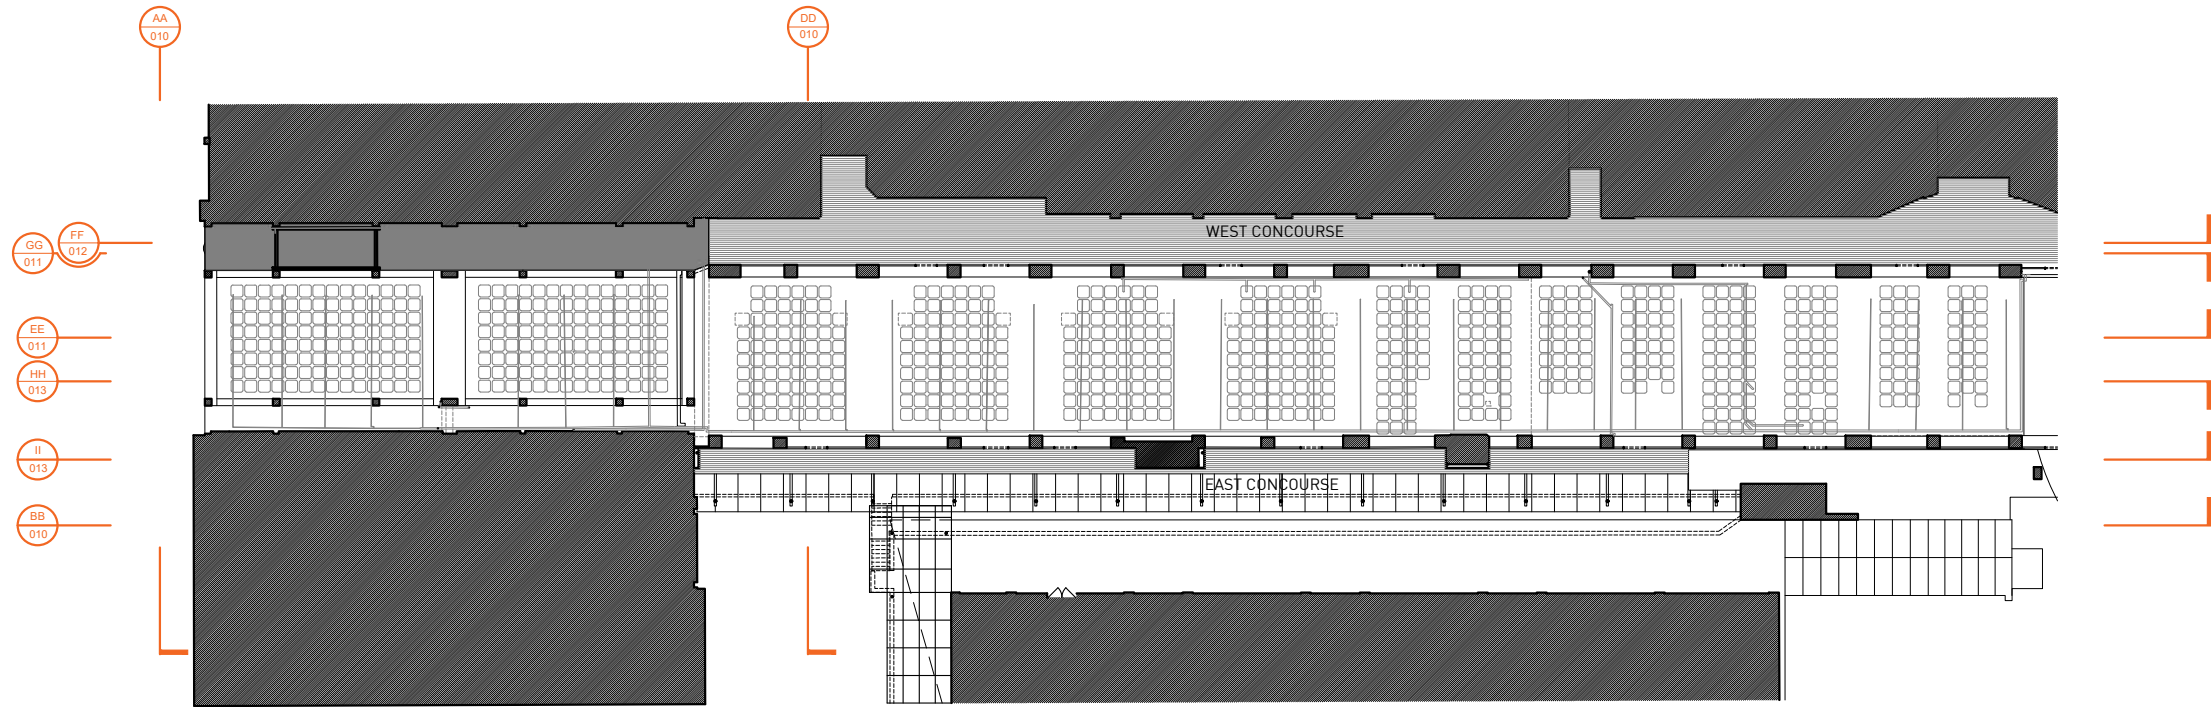 AA
010
DD
010
WEST CONCOURSE
FF
012
GG
011
EE
011
HH
013
II
013
EAST CONCOURSE
BB
010